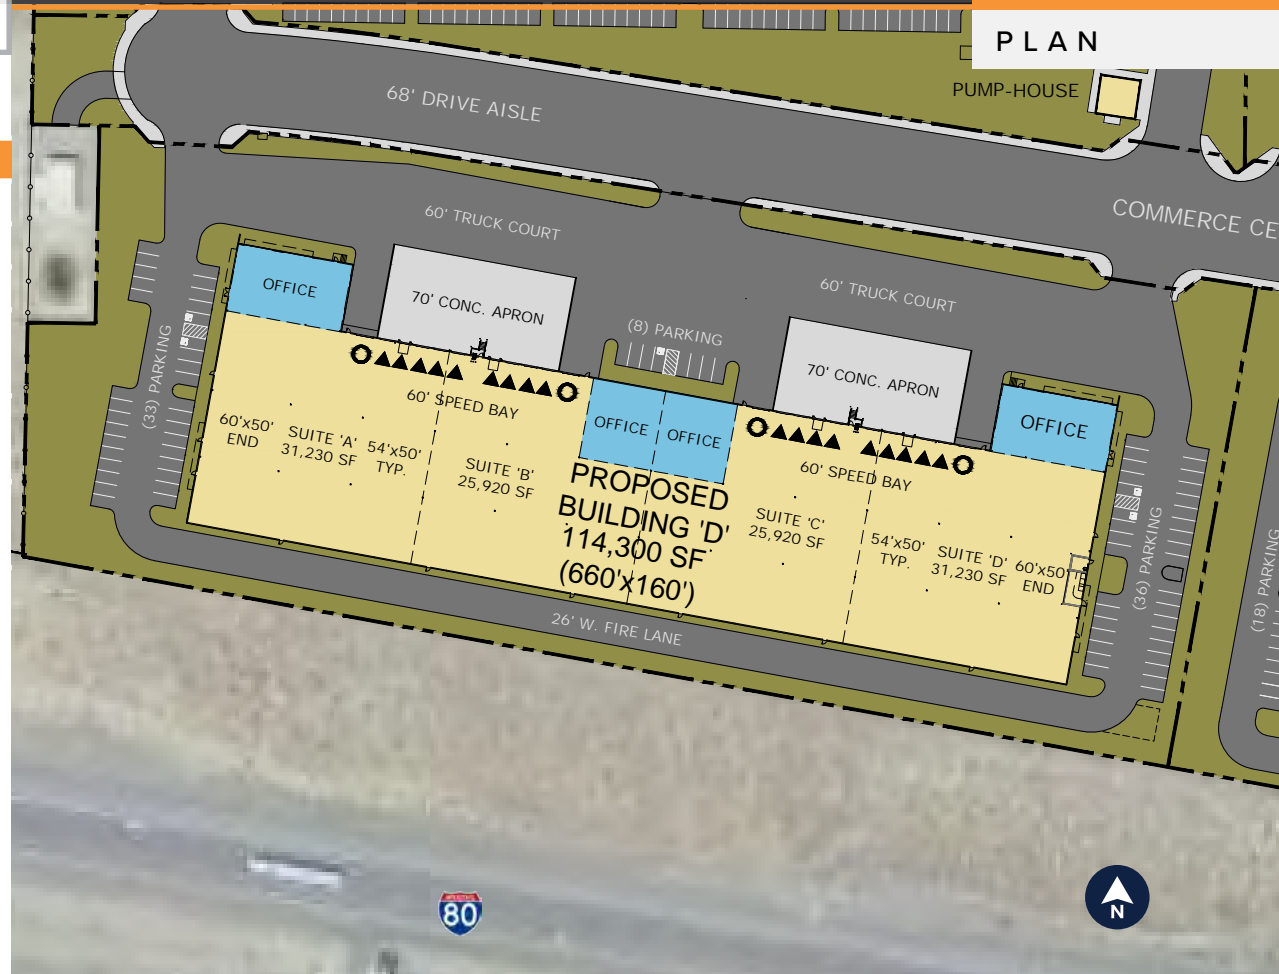 PLAN
PUMP-HOUSE
68' DRIVE AISLE
COMMERCE CE
60' TRUCK COURT
60' TRUCK COURT
OFFICE
70' CONC. APRON
(8) PARKING
70' CONC. APRON
(33) PARKING
60' SPEED BAY
OFFICE
OFFICE
OFFICE
60'x50'
END
SUITE 'A'
31,230 SF
54'x50'
TYP.
SUITE 'B'
25,920 SF
PROPOSED
BUILDING 'D'
114,300 SF
(660'x160')
60' SPEED BAY
SUITE 'C'
25,920 SF
54'x50'
TYP.
SUITE 'D'
31,230 SF
60'x50'
END
(36) PARKING
(18) PARKING
26' W. FIRE LANE
INTERSTATE
80
N